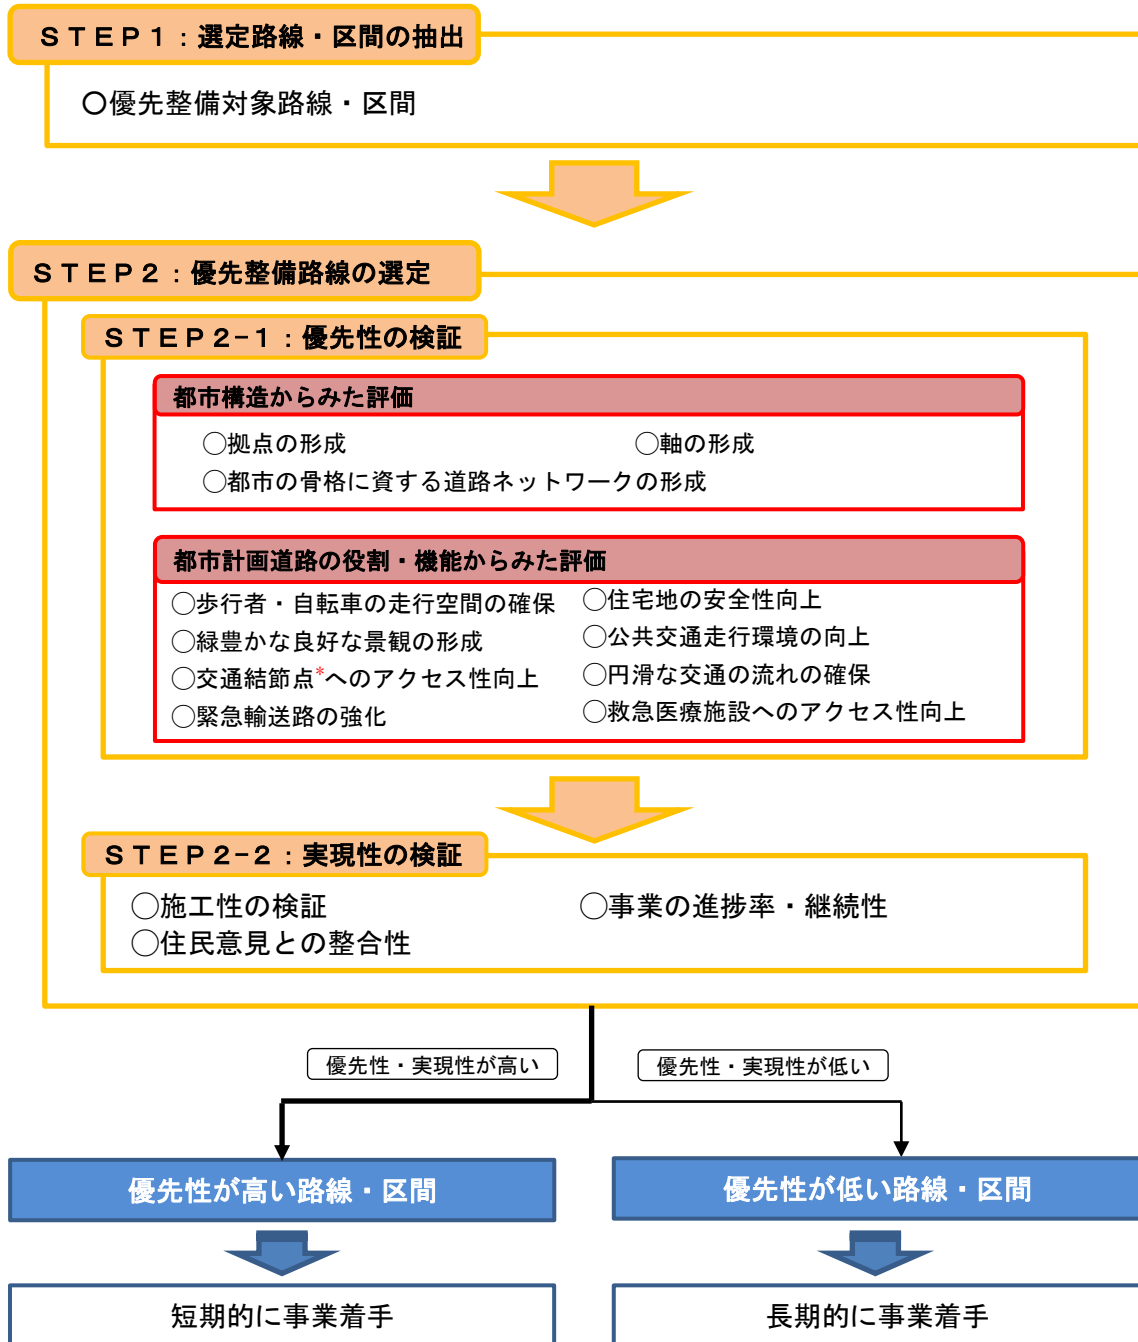 STEP1：選定路線・区間の抽出
〇優先整備対象路線・区間
STEP2：優先整備路線の選定
STEP2-1：優先性の検証
都市構造からみた評価
◯拠点の形成
◯軸の形成
◯都市の骨格に資する道路ネットワークの形成
都市計画道路の役割・機能からみた評価
◯歩行者・自転車の走行空間の確保
◯住宅地の安全性向上
◯緑豊かな良好な景観の形成
◯公共交通走行環境の向上
◯交通結節点*へのアクセス性向上
◯円滑な交通の流れの確保
◯緊急輸送路の強化
◯救急医療施設へのアクセス性向上
STEP2-2：実現性の検証
◯施工性の検証
◯事業の進捗率・継続性
◯住民意見との整合性
優先性・実現性が高い
優先性・実現性が低い
優先性が高い路線・区間
優先性が低い路線・区間
短期的に事業着手
長期的に事業着手